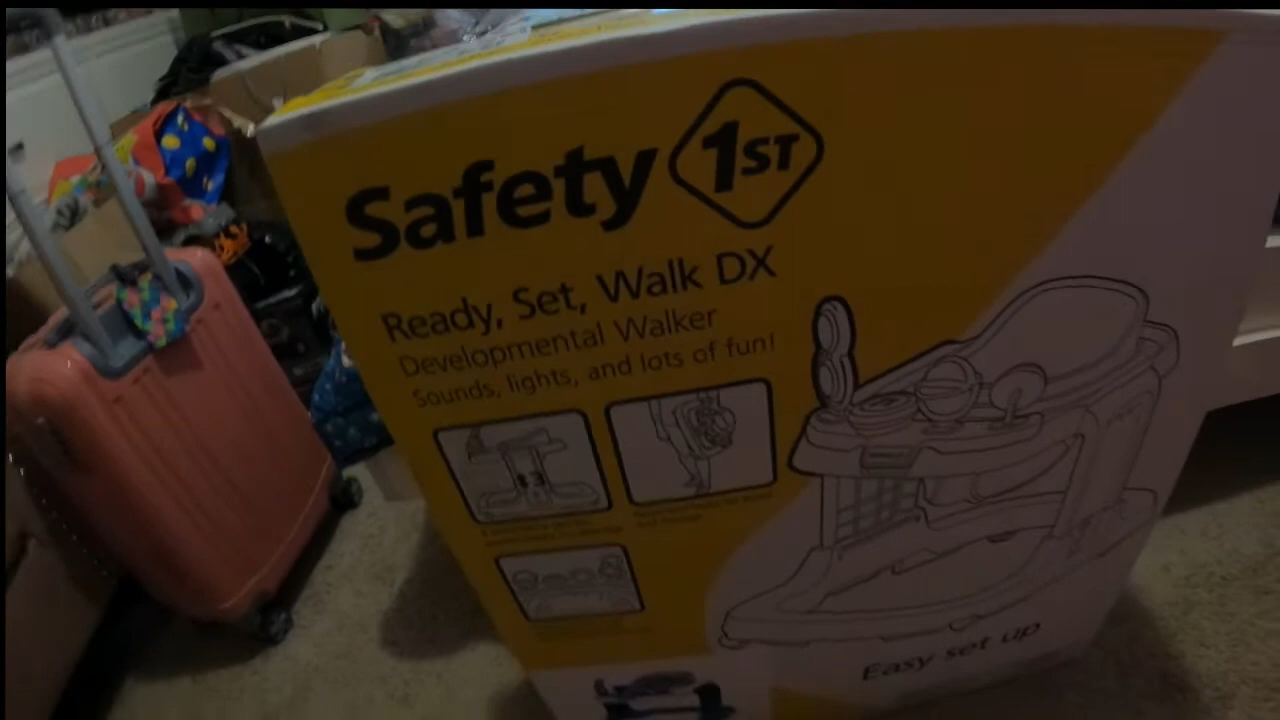 Safety 1ST
Ready, Set, Walk DX
Developmental Walker
Sounds, lights, and lots of fun!
Easy set up